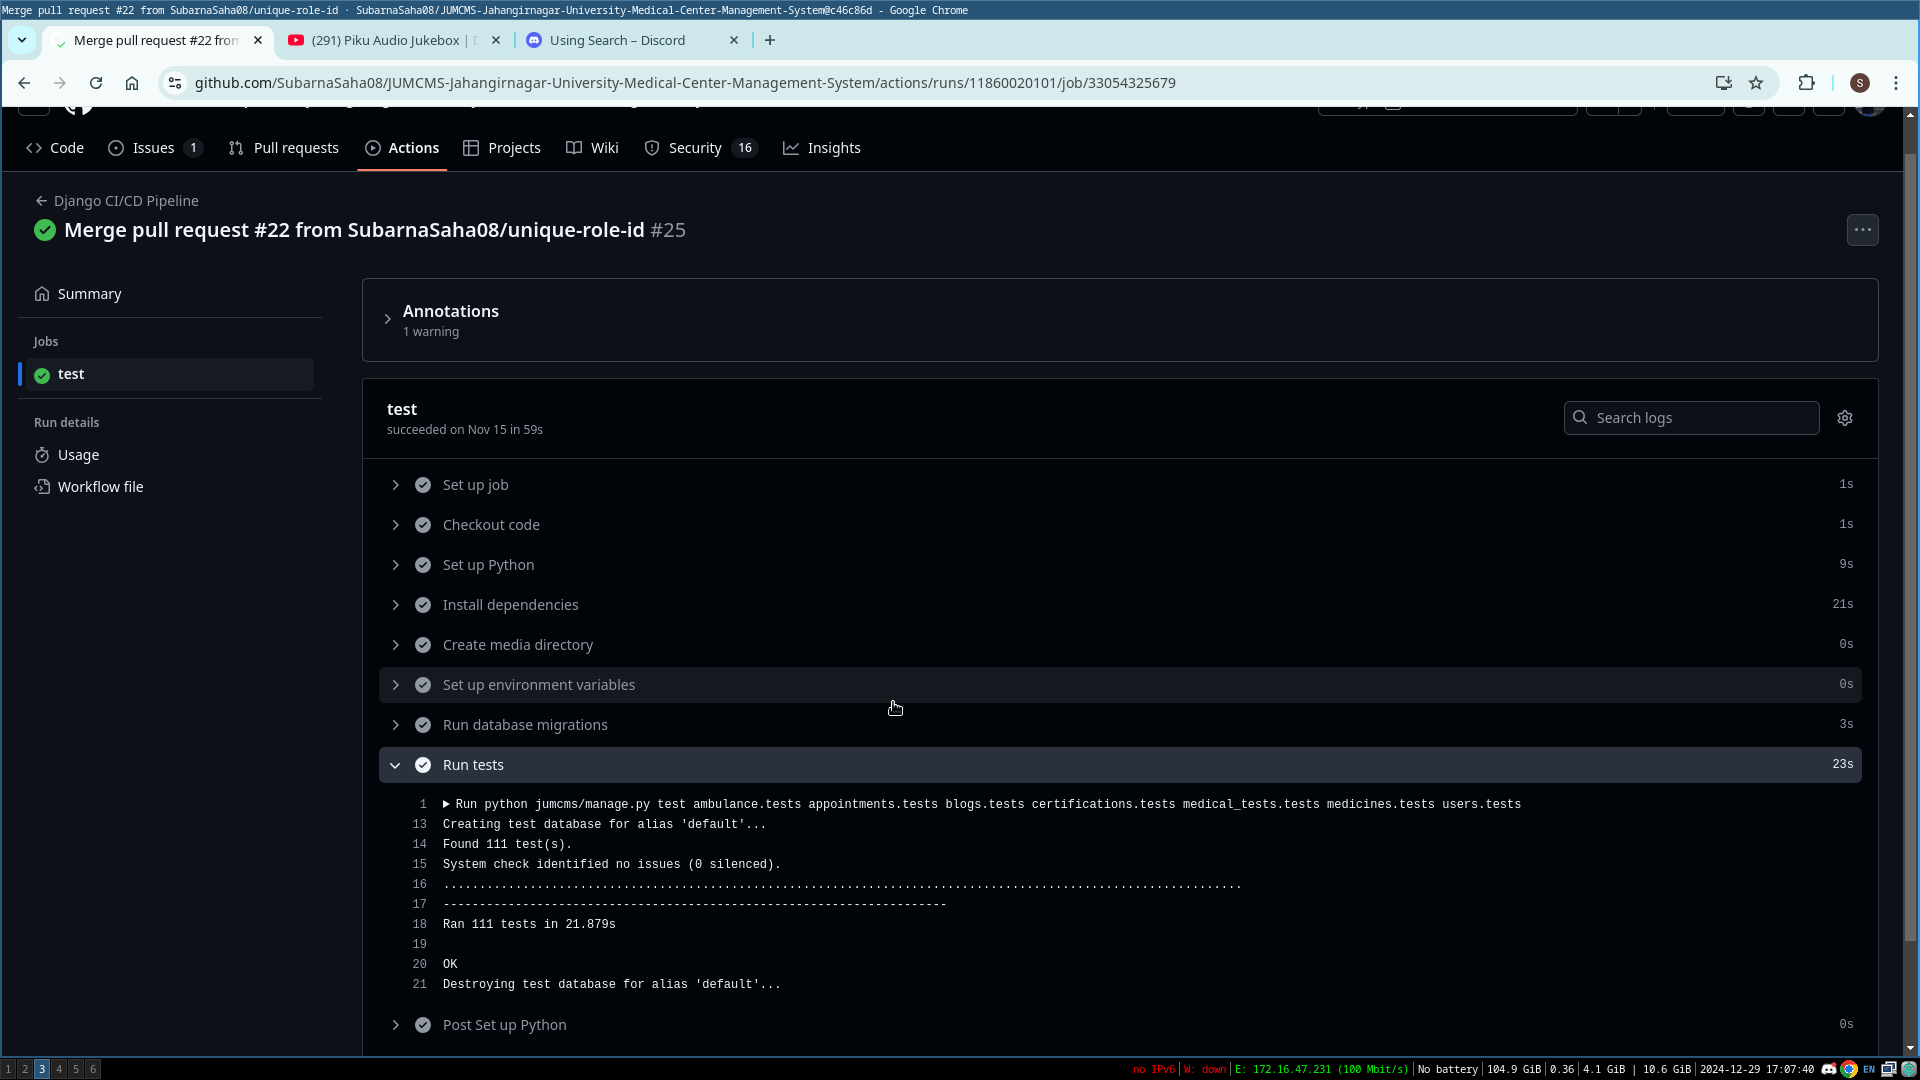 Merge pull request #22 from SubarnaSaha08/unique-role-id · SubarnaSaha08/JUMCMS-Jahangirnagar-University-Medical-Center-Management-System@c46c86d - Google Chrome
Merge pull request #22 from
(291) Piku Audio Jukebox |
Using Search – Discord
github.com/SubarnaSaha08/JUMCMS-Jahangirnagar-University-Medical-Center-Management-System/actions/runs/11860020101/job/33054325679
S
Code
Issues 1
Pull requests
Actions
Projects
Wiki
Security 16
Insights
Django CI/CD Pipeline
Merge pull request #22 from SubarnaSaha08/unique-role-id #25
Summary
Jobs
test
Run details
Usage
Workflow file
Annotations
1 warning
test
succeeded on Nov 15 in 59s
Search logs
Set up job 1s
Checkout code 1s
Set up Python 9s
Install dependencies 21s
Create media directory 0s
Set up environment variables 0s
Run database migrations 3s
Run tests 23s
1 Run python jumcms/manage.py test ambulance.tests appointments.tests blogs.tests certifications.tests medical_tests.tests medicines.tests users.tests
13 Creating test database for alias 'default'...
14 Found 111 test(s).
15 System check identified no issues (0 silenced).
16 ...............................................................................................................
17 ----------------------------------------------------------------------
18 Ran 111 tests in 21.879s
19
20 OK
21 Destroying test database for alias 'default'...
Post Set up Python 0s
1 2 3 4 5 6
no IPv6 | W: down | E: 172.16.47.231 (100 Mbit/s) | No battery | 104.9 GiB | 0.36 | 4.1 GiB | 10.6 GiB | 2024-12-29 17:07:40
EN